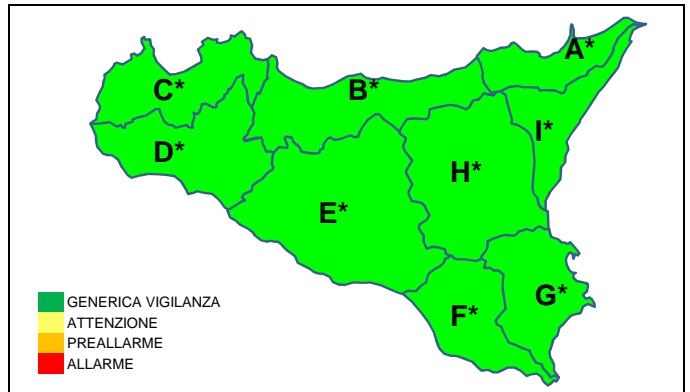 A*
C*
B*
I*
D*
H*
E*
G*
F*
GENERICA VIGILANZA
ATTENZIONE
PREALLARME
ALLARME